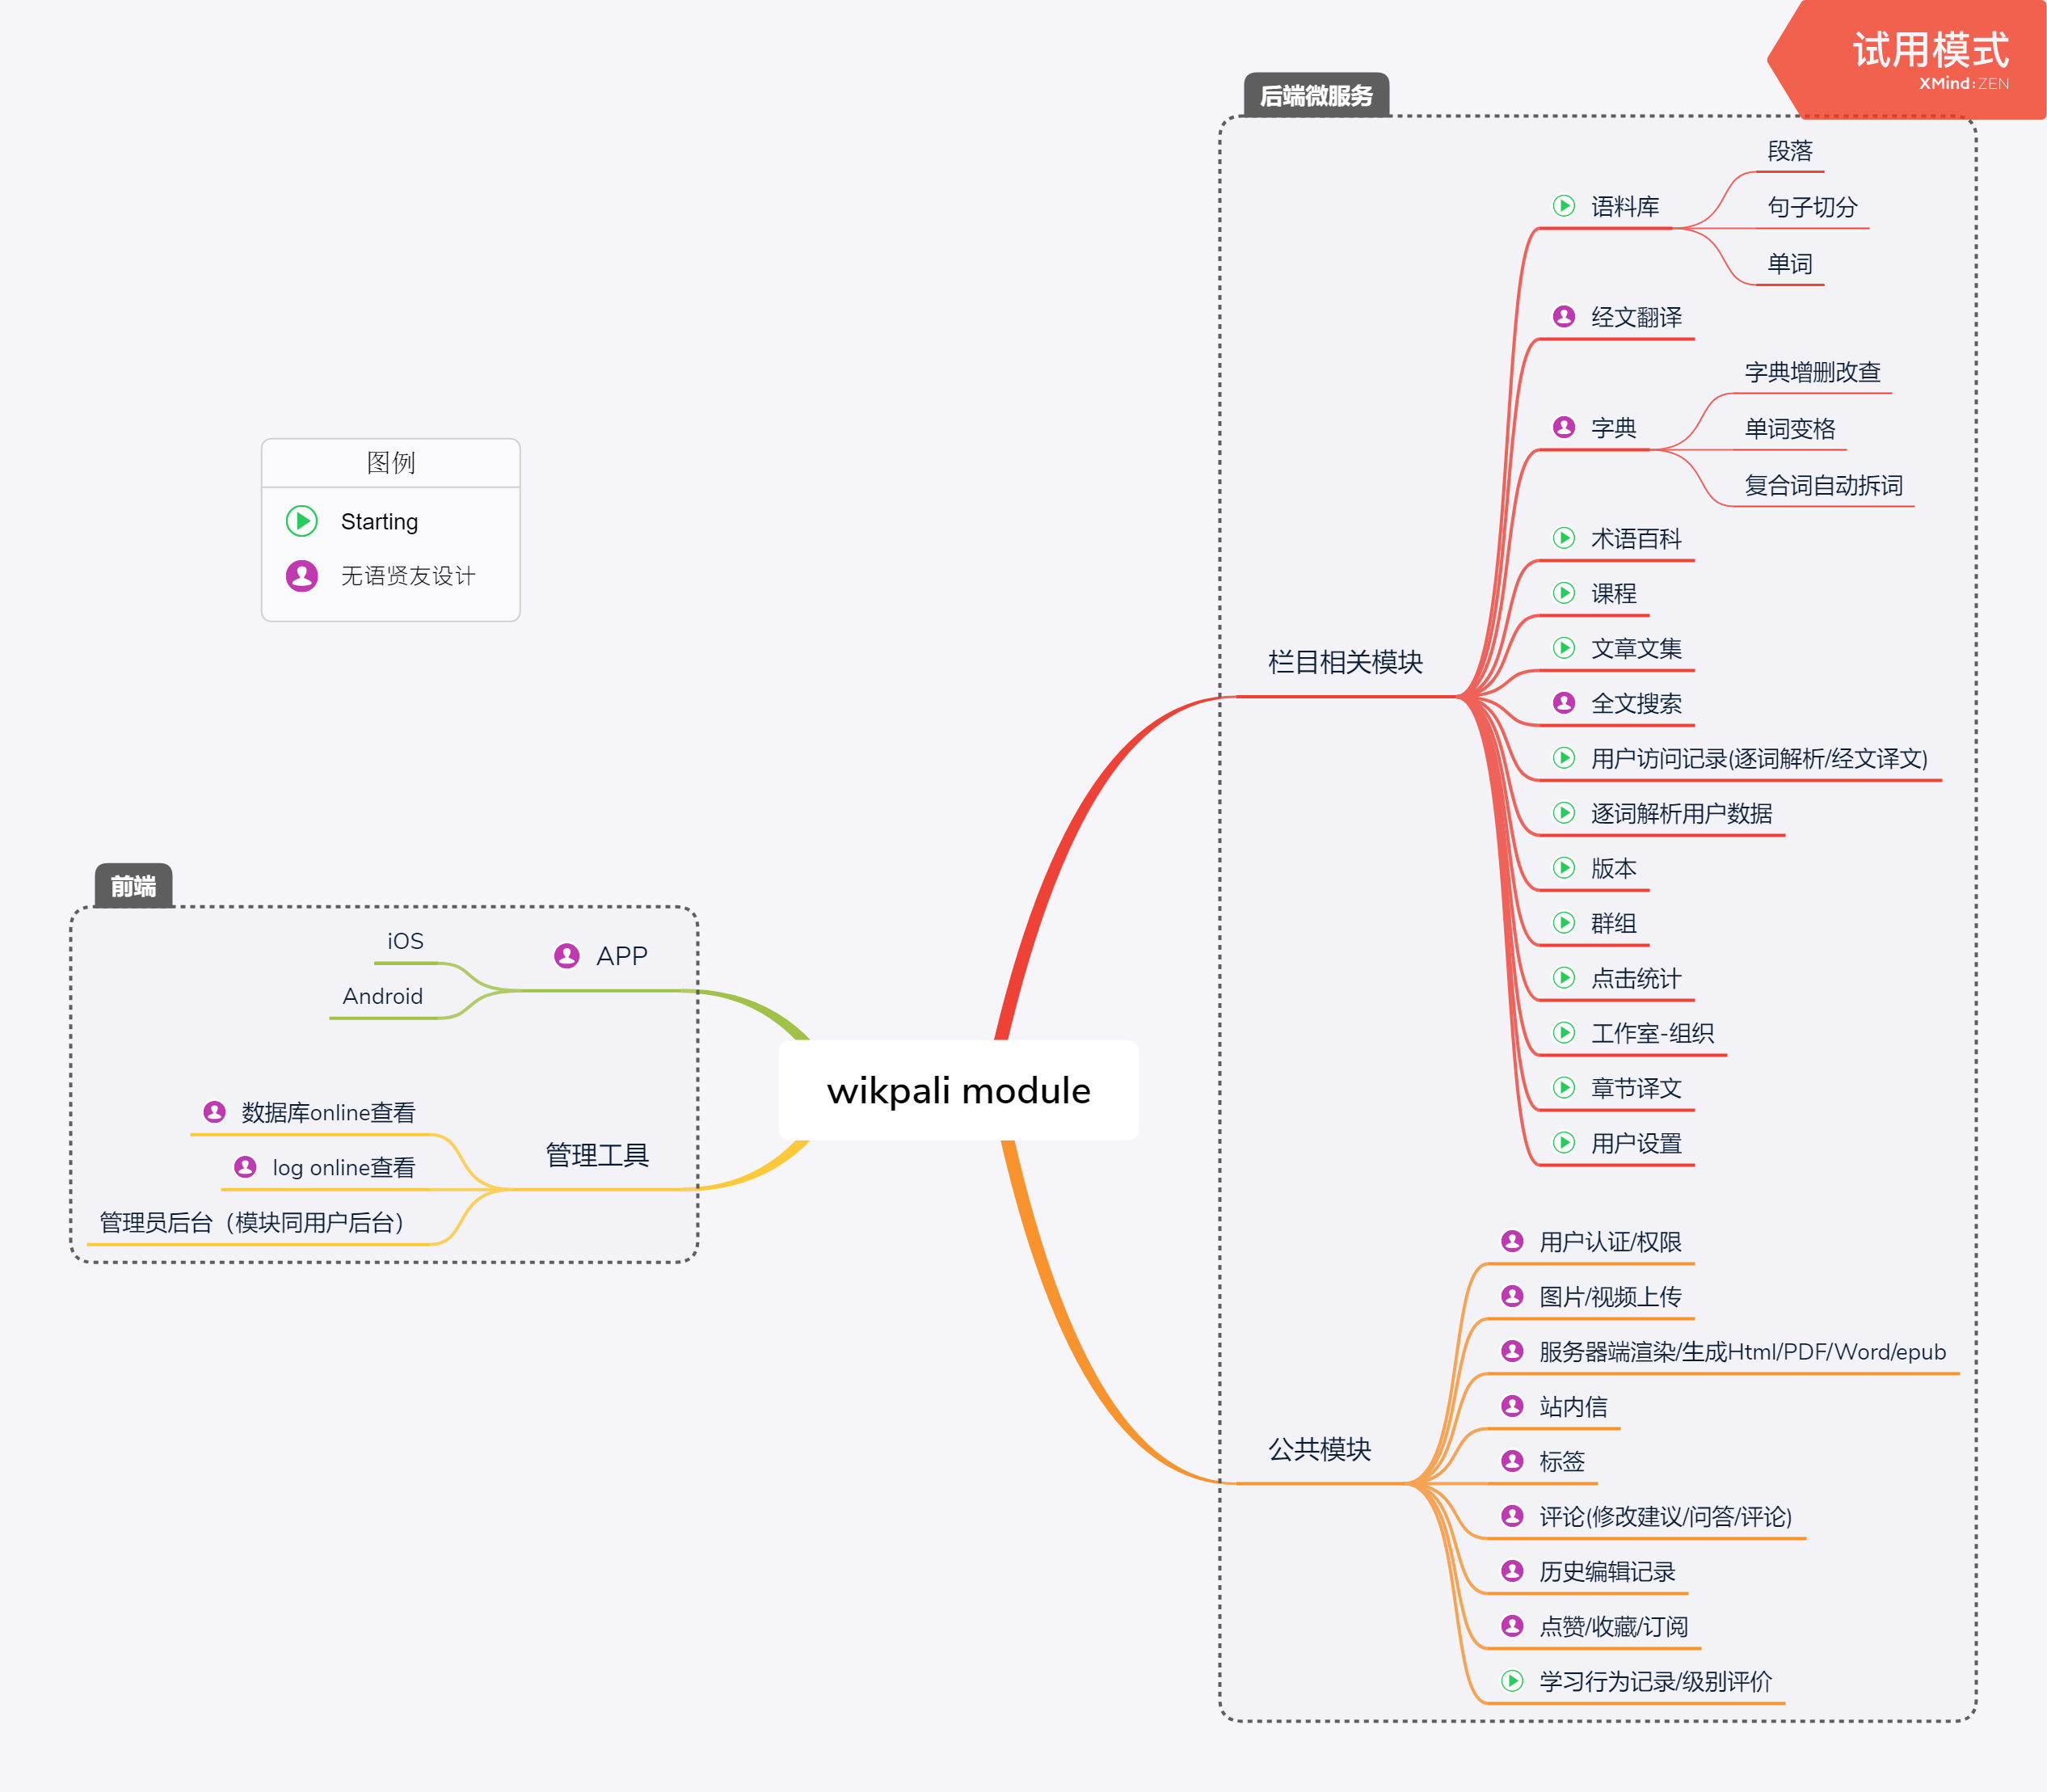 试用模式
XMind:ZEN
后端微服务
段落
语料库
句子切分
单词
经文翻译
字典增删改查
字典
单词变格
复合词自动拆词
术语百科
课程
文章文集
栏目相关模块
全文搜索
用户访问记录(逐词解析/经文译文)
逐词解析用户数据
版本
群组
点击统计
工作室-组织
章节译文
用户设置
图例
Starting
无语贤友设计
前端
iOS
APP
Android
wikpali module
数据库online查看
log online查看
管理工具
管理员后台（模块同用户后台）
用户认证/权限
图片/视频上传
服务器端渲染/生成Html/PDF/Word/epub
站内信
公共模块
标签
评论(修改建议/问答/评论)
历史编辑记录
点赞/收藏/订阅
学习行为记录/级别评价